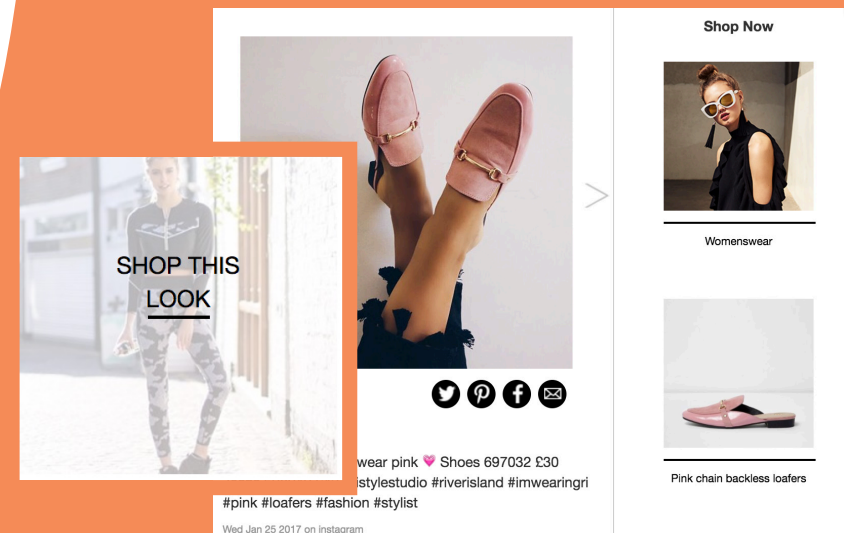 Shop Now
SHOP THIS
LOOK
Womenswear
wear pink 💗 Shoes 697032 £30
istylestudio #riverisland #imwearingri
#pink #loafers #fashion #stylist
Wed Jan 25 2017 on instagram
Pink chain backless loafers